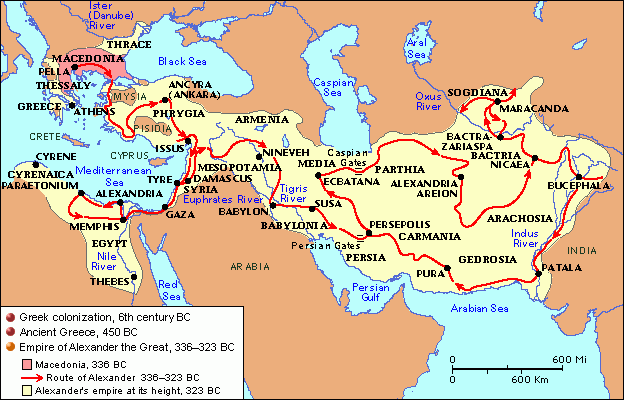 Ister
(Danube)
River
THRACE
MACEDONIA
PELLA
THESSALY
GREECE
ATHENS
MYSIA
ANCYRA
(ANKARA)
PHRYGIA
PISIDIA
Black Sea
ARMENIA
Caspian
Sea
Aral
Sea
Oxus
River
SOGDIANA
MARACANDA
BACTRA-
ZARIASPA
BACTRIA
NICAEA
BUCEPHALA
CRETE
CYPRUS
ISSUS
CYRENE
CYRENAICA
PARAETONIUM
Mediterranean
Sea
ALEXANDRIA
MEMPHIS
EGYPT
Nile
River
THEBES
TYRE
DAMASCUS
SYRIA
GAZA
MESOPOTAMIA
NINEVEH
Euphrates River
Tigris
River
BABYLON
BABYLONIA
MEDIA
ECBATANA
Caspian
Gates
PARTHIA
ALEXANDRIA
AREION
ARACHOSIA
SUSA
PERSEPOLIS
CARMANIA
Persian Gates
PERSIA
GEDROSIA
PURA
PATALA
Indus
River
INDIA
ARABIA
Red
Sea
Persian
Gulf
Arabian Sea
Greek colonization, 6th century BC
Ancient Greece, 450 BC
Empire of Alexander the Great, 336–323 BC
Macedonia, 336 BC
Route of Alexander 336–323 BC
Alexander's empire at its height, 323 BC
0 600 Mi
0 600 Km